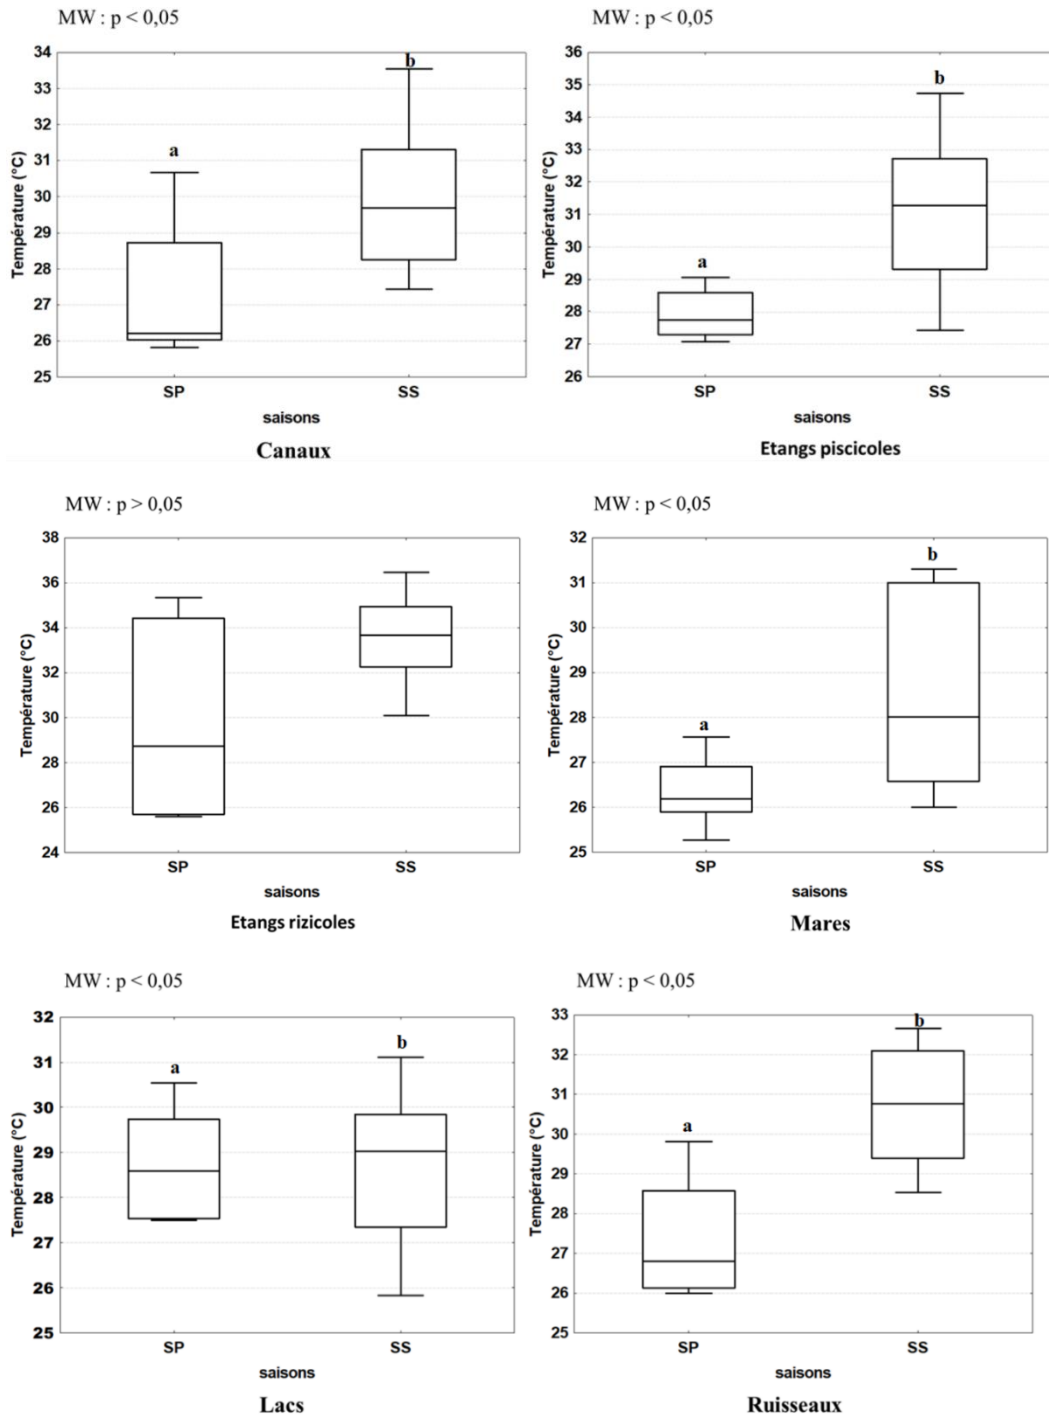 MW : p < 0,05
34
33
32
31
30
29
28
27
26
25
Température (°C)
a
b
SP
SS
saisons
Canaux
MW : p < 0,05
36
35
34
33
32
31
30
29
28
27
26
Température (°C)
a
b
SP
SS
saisons
Etangs piscicoles
MW : p > 0,05
38
36
34
32
30
28
26
24
Température (°C)
SP
SS
saisons
Etangs rizicoles
MW : p < 0,05
32
31
30
29
28
27
26
25
Température (°C)
a
b
SP
SS
saisons
Mares
MW : p < 0,05
32
31
30
29
28
27
26
25
Température (°C)
a
b
SP
SS
saisons
Lacs
MW : p < 0,05
33
32
31
30
29
28
27
26
25
Température (°C)
a
b
SP
SS
saisons
Ruisseaux